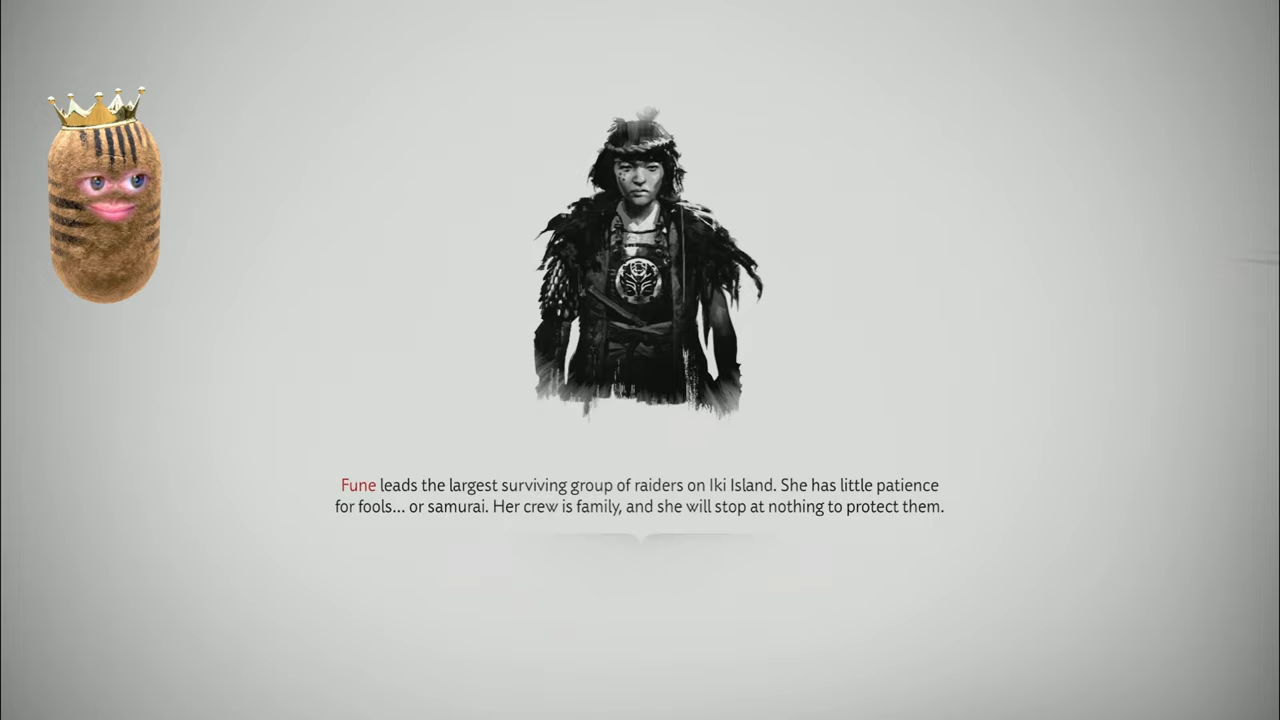 Fune leads the largest surviving group of raiders on Iki Island. She has little patience
for fools... or samurai. Her crew is family, and she will stop at nothing to protect them.